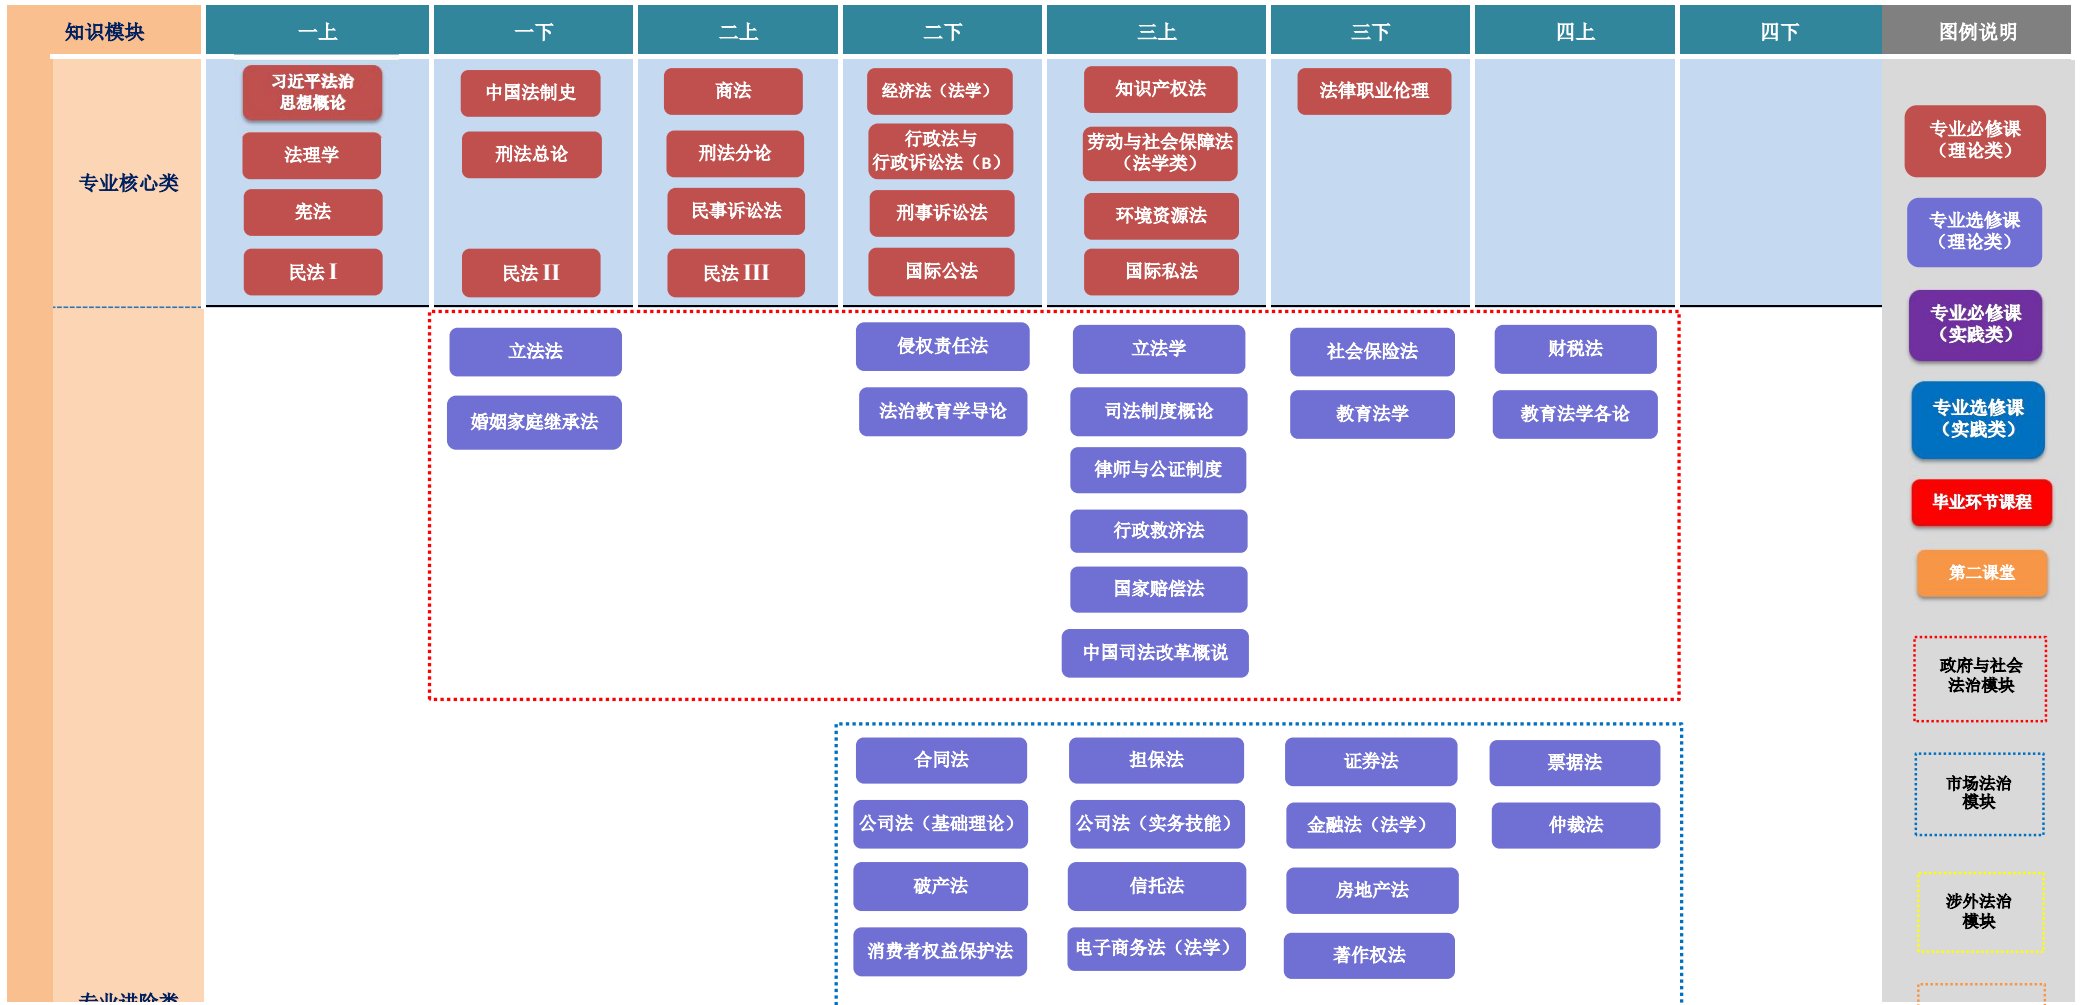 知识模块
一上
一下
二上
二下
三上
三下
四上
四下
图例说明
专业核心类
习近平法治
思想概论
法理学
宪法
民法 I
中国法制史
刑法总论
民法 II
商法
刑法分论
民事诉讼法
民法 III
经济法（法学）
行政法与
行政诉讼法（B）
刑事诉讼法
国际公法
知识产权法
劳动与社会保障法
（法学类）
环境资源法
国际私法
法律职业伦理
立法法
婚姻家庭继承法
侵权责任法
法治教育学导论
立法学
司法制度概论
律师与公证制度
行政救济法
国家赔偿法
中国司法改革概说
社会保险法
教育法学
财税法
教育法学各论
合同法
公司法（基础理论）
破产法
消费者权益保护法
担保法
公司法（实务技能）
信托法
电子商务法（法学）
证券法
金融法（法学）
房地产法
著作权法
票据法
仲裁法
专业进阶类
专业必修课
（理论类）
专业选修课
（理论类）
专业必修课
（实践类）
专业选修课
（实践类）
毕业环节课程
第二课堂
政府与社会
法治模块
市场法治
模块
涉外法治
模块